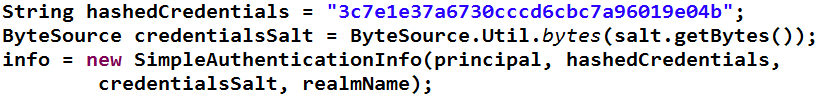 String hashedCredentials = "3c7e1e37a6730cccd6cbc7a96019e04b";
ByteSource credentialsSalt = ByteSource.Util.bytes(salt.getBytes());
info = new SimpleAuthenticationInfo(principal, hashedCredentials,
credentialsSalt, realmName);